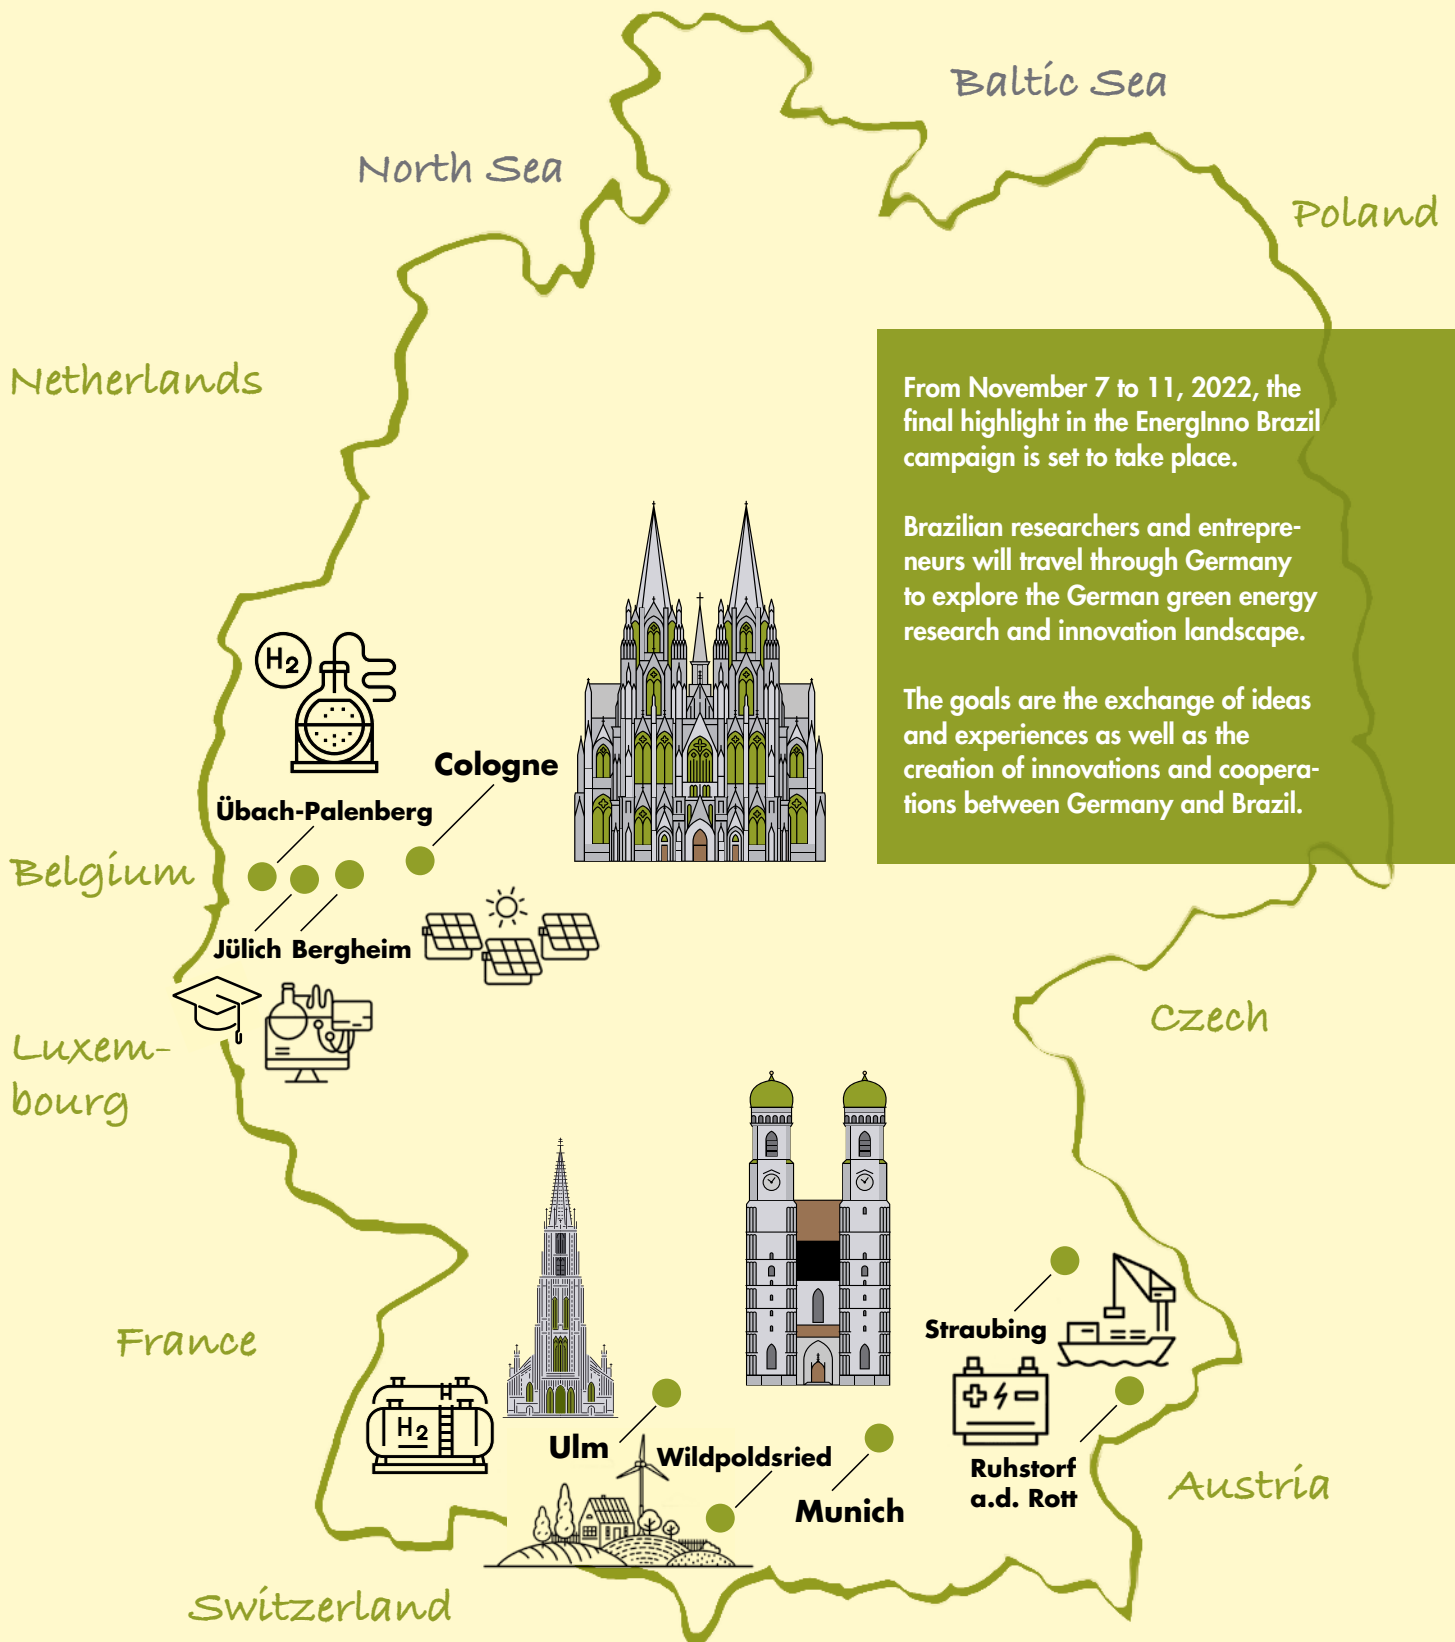 Baltic Sea
North Sea
Poland
Netherlands
From November 7 to 11, 2022, the
final highlight in the EnergInno Brazil
campaign is set to take place.
Brazilian researchers and entrepre-
neurs will travel through Germany
to explore the German green energy
research and innovation landscape.
The goals are the exchange of ideas
and experiences as well as the
creation of innovations and coopera-
tions between Germany and Brazil.
H2
Cologne
Übach-Palenberg
Belgium
Jülich Bergheim
Luxem-
bourg
Czech
Straubing
France
H2
Ulm
Wildpoldsried
Munich
Ruhstorf
a.d. Rott
Austria
Switzerland